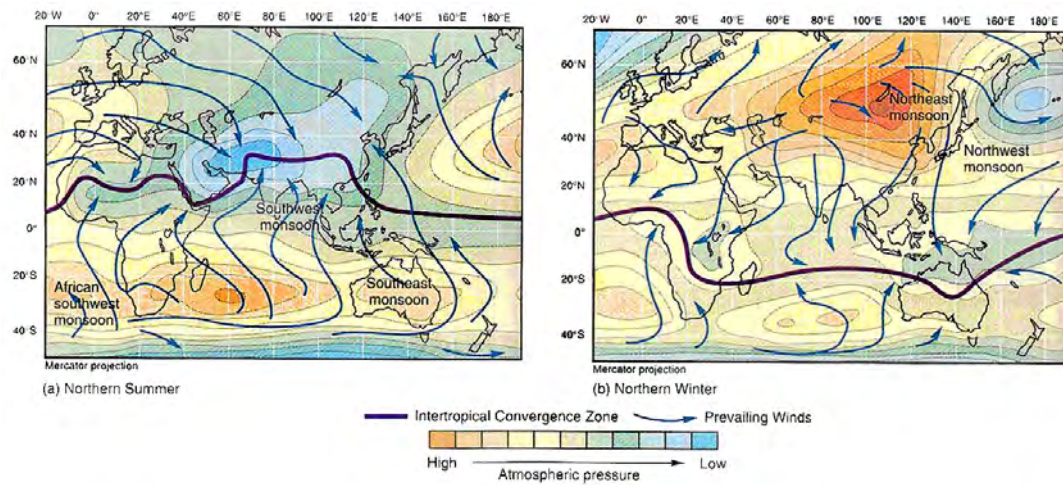 20°W 0° 20°E 40°E 60°E 80°E 100°E 120°E 140°E 160°E 180°E
60°N
40°N
20°N
0°
20°S
40°S
Southwest
monsoon
African
southwest
monsoon
Southeast
monsoon
Mercator projection
(a) Northern Summer
20°W 0° 20°E 40°E 60°E 80°E 100°E 120°E 140°E 160°E 180°
60°N
40°N
20°N
0°
20°S
40°S
Northeast
monsoon
Northwest
monsoon
Mercator projection
(b) Northern Winter
Intertropical Convergence Zone
Prevailing Winds
High
Low
Atmospheric pressure